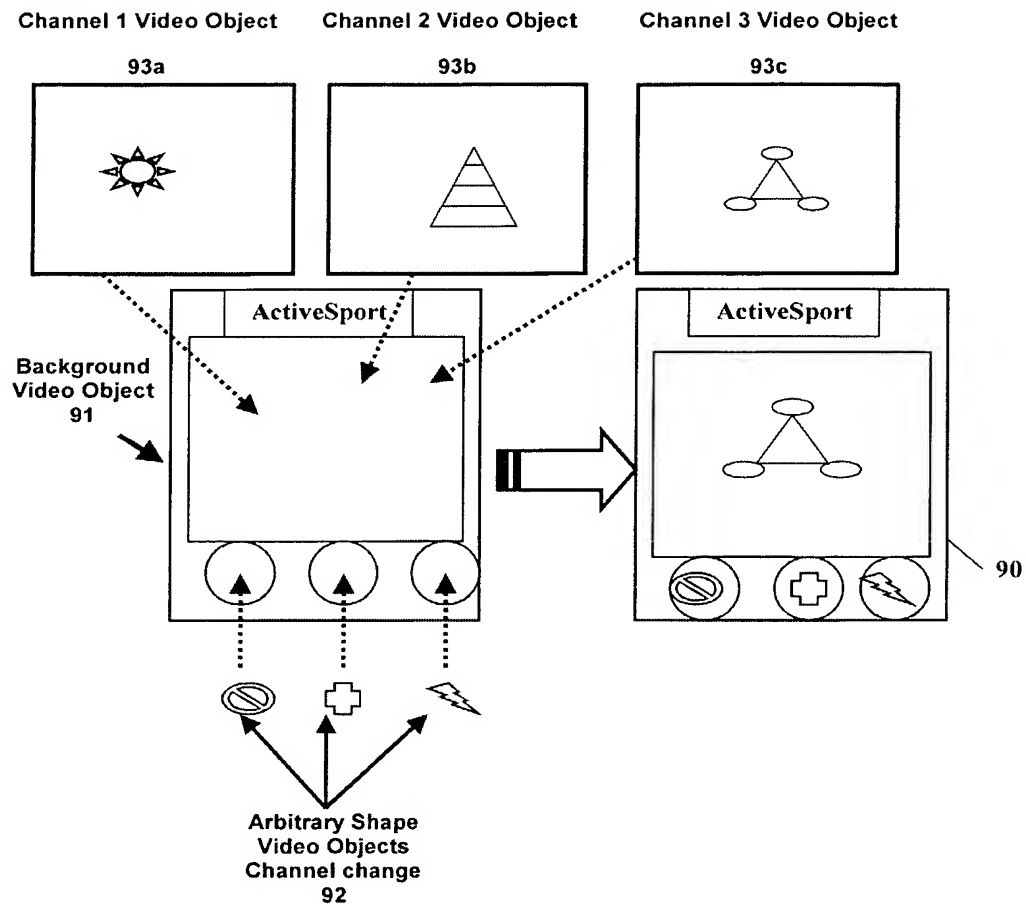 Channel 1 Video Object
Channel 2 Video Object
Channel 3 Video Object
93a
93b
93c
ActiveSport
ActiveSport
Background
Video Object
91
90
Arbitrary Shape
Video Objects
Channel change
92